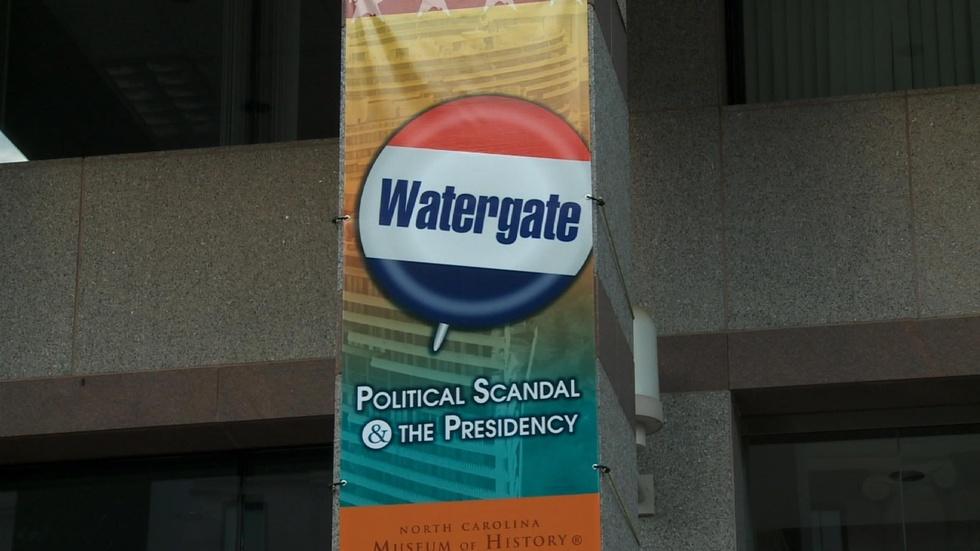 Watergate
Political Scandal
& the Presidency
North Carolina
Museum of History®